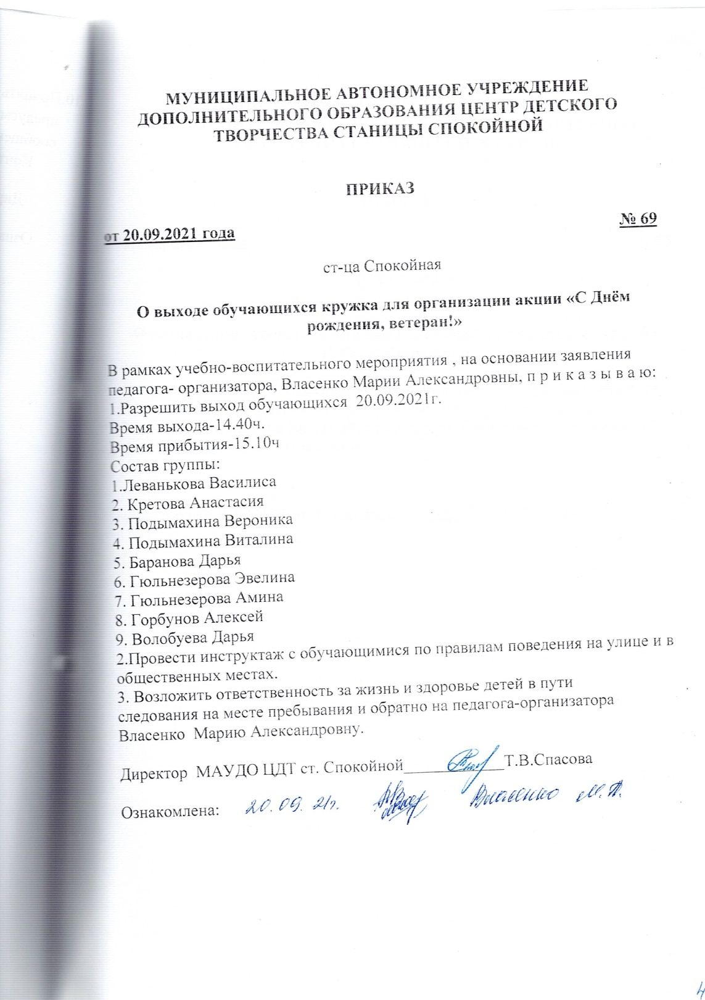 МУНИЦИПАЛЬНОЕ АВТОНОМНОЕ УЧРЕЖДЕНИЕ
ДОПОЛНИТЕЛЬНОГО ОБРАЗОВАНИЯ ЦЕНТР ДЕТСКОГО
ТВОРЧЕСТВА СТАНИЦЫ СПОКОЙНОЙ
ПРИКАЗ
от 20.09.2021 года № 69
ст-ца Спокойная
О выходе обучающихся кружка для организации акции «С Днём
рождения, ветеран!»
В рамках учебно-воспитательного мероприятия , на основании заявления
педагога- организатора, Власенко Марии Александровны, п р и к а з ы в а ю:
1.Разрешить выход обучающихся 20.09.2021г.
Время выхода-14.40ч.
Время прибытия-15.10ч
Состав группы:
1.Леванькова Василиса
2. Кретова Анастасия
3. Подымахина Вероника
4. Подымахина Виталина
5. Баранова Дарья
6. Гюльнезерова Эвелина
7. Гюльнезерова Амина
8. Горбунов Алексей
9. Волобуева Дарья
2.Провести инструктаж с обучающимися по правилам поведения на улице и в
общественных местах.
3. Возложить ответственность за жизнь и здоровье детей в пути
следования на месте пребывания и обратно на педагога-организатора
Власенко Марию Александровну.
Директор МАУДО ЦДТ ст. Спокойной____________Т.В.Спасова
Ознакомлена: 20.09.21г. Власенко М.А.